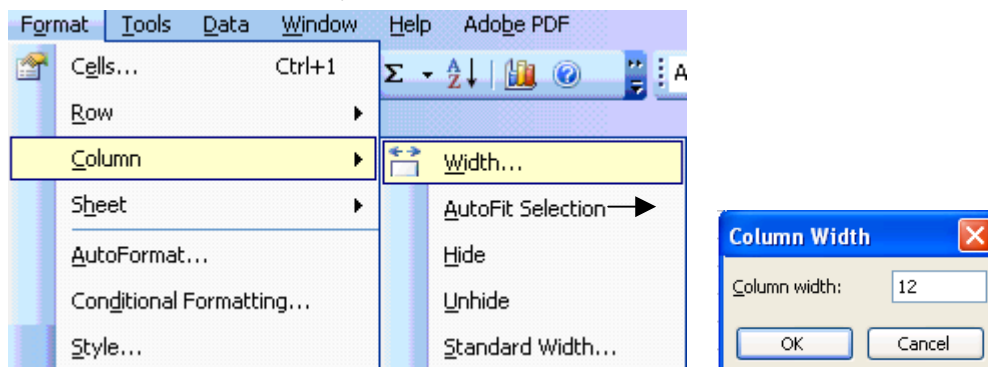 Format Tools Data Window Help Adobe PDF
Cells... Ctrl+1
Row
Column
Sheet
AutoFormat...
Conditional Formatting...
Style...
Σ A Z A
Width...
AutoFit Selection
Hide
Unhide
Standard Width...
Column Width
Column width: 12
OK Cancel